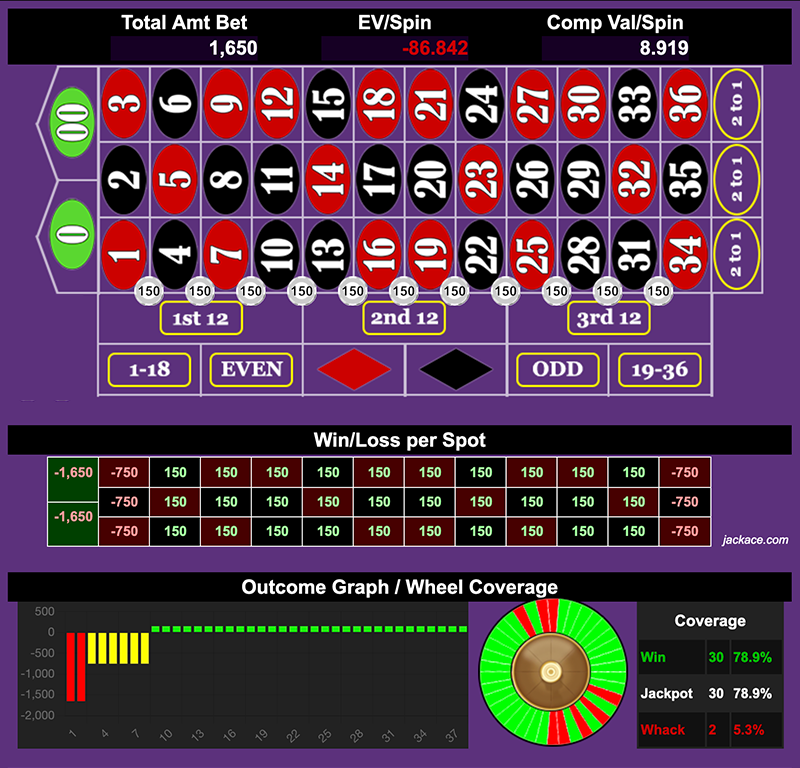 Total Amt Bet EV/Spin Comp Val/Spin
1,650 -86.842 8.919
00 3 6 9 12 15 18 21 24 27 30 33 36 2 to 1
2 5 8 11 14 17 20 23 26 29 32 35 2 to 1
0 1 4 7 10 13 16 19 22 25 28 31 34 2 to 1
150 150 150 150 150 150 150 150 150 150 150
1st 12 2nd 12 3rd 12
1-18 EVEN ODD 19-36
Win/Loss per Spot
-1,650 -750 150 150 150 150 150 150 150 150 150 150 -750
-750 150 150 150 150 150 150 150 150 150 150 -750
-1,650 -750 150 150 150 150 150 150 150 150 150 150 -750
jackace.com
Outcome Graph / Wheel Coverage
500
0
-500
-1,000
-1,500
-2,000
1 4 7 10 13 16 19 22 25 28 31 34 37
Coverage
Win 30 78.9%
Jackpot 30 78.9%
Whack 2 5.3%